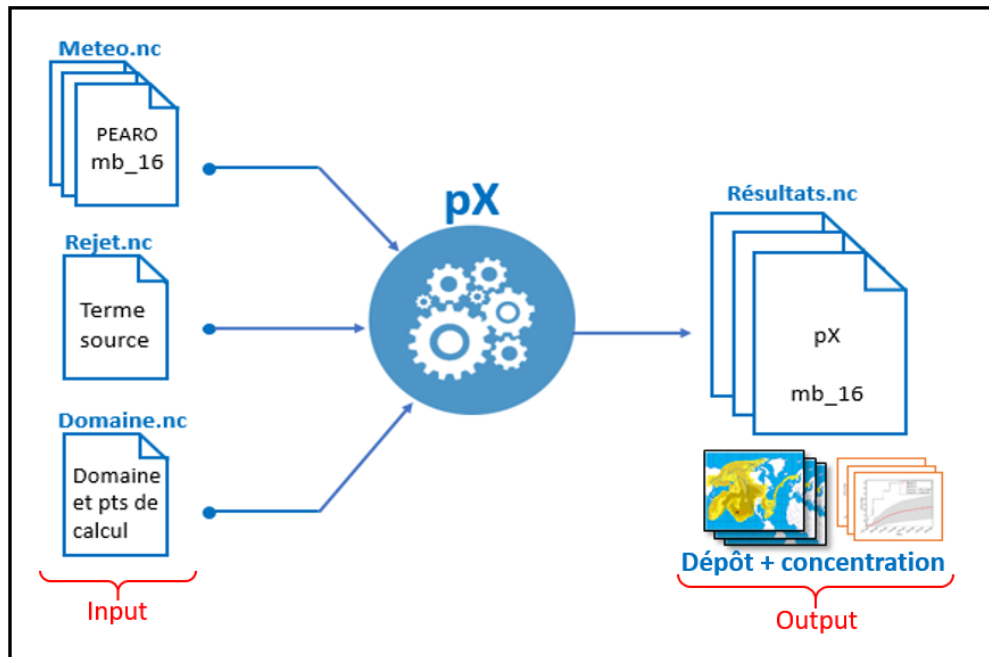 Meteo.nc
PEARO
mb_16
Rejet.nc
Terme
source
Domaine.nc
Domaine
et pts de
calcul
Input
pX
Résultats.nc
pX
mb_16
Dépôt + concentration
Output